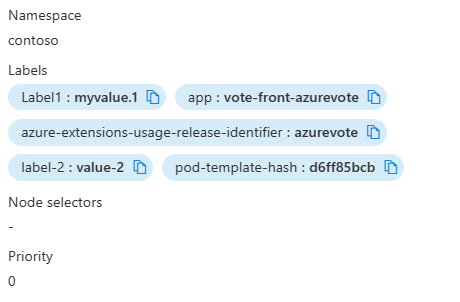 Namespace
contoso
Labels
Label1 : myvalue.1 app : vote-front-azurevote
azure-extensions-usage-release-identifier : azurevote
label-2 : value-2 pod-template-hash : d6ff85bcb
Node selectors
-
Priority
0